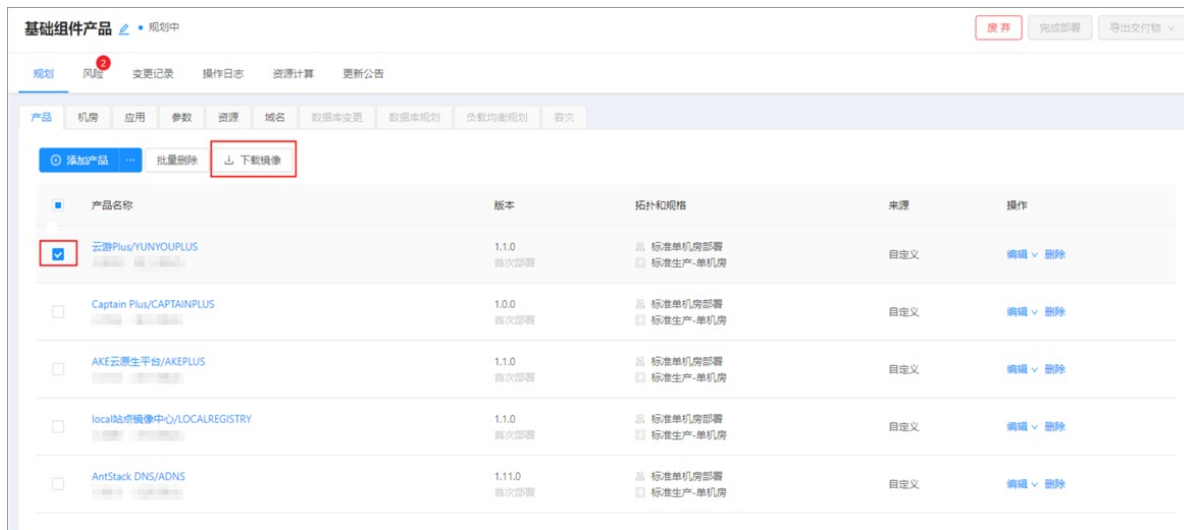 基础组件产品 规划中 废弃 完成部署 导出交付物
规划 风险 2 变更记录 操作日志 资源计算 更新公告
产品 机房 应用 参数 资源 域名 数据库变更 数据库规划 负载均衡规划 容灾
添加产品 ··· 批量删除 下载镜像
产品名称 版本 拓扑和规格 来源 操作
云游Plus/YUNYOUPLUS 1.1.0 标准单机房部署 自定义 编辑 删除
首次部署 标准生产-单机房
Captain Plus/CAPTAINPLUS 1.0.0 标准单机房部署 自定义 编辑 删除
首次部署 标准生产-单机房
AKE云原生平台/AKEPLUS 1.1.0 标准单机房部署 自定义 编辑 删除
首次部署 标准生产-单机房
local站点镜像中心/LOCALREGISTRY 1.1.0 标准单机房部署 自定义 编辑 删除
首次部署 标准生产-单机房
AntStack DNS/ADNS 1.11.0 标准单机房部署 自定义 编辑 删除
首次部署 标准生产-单机房